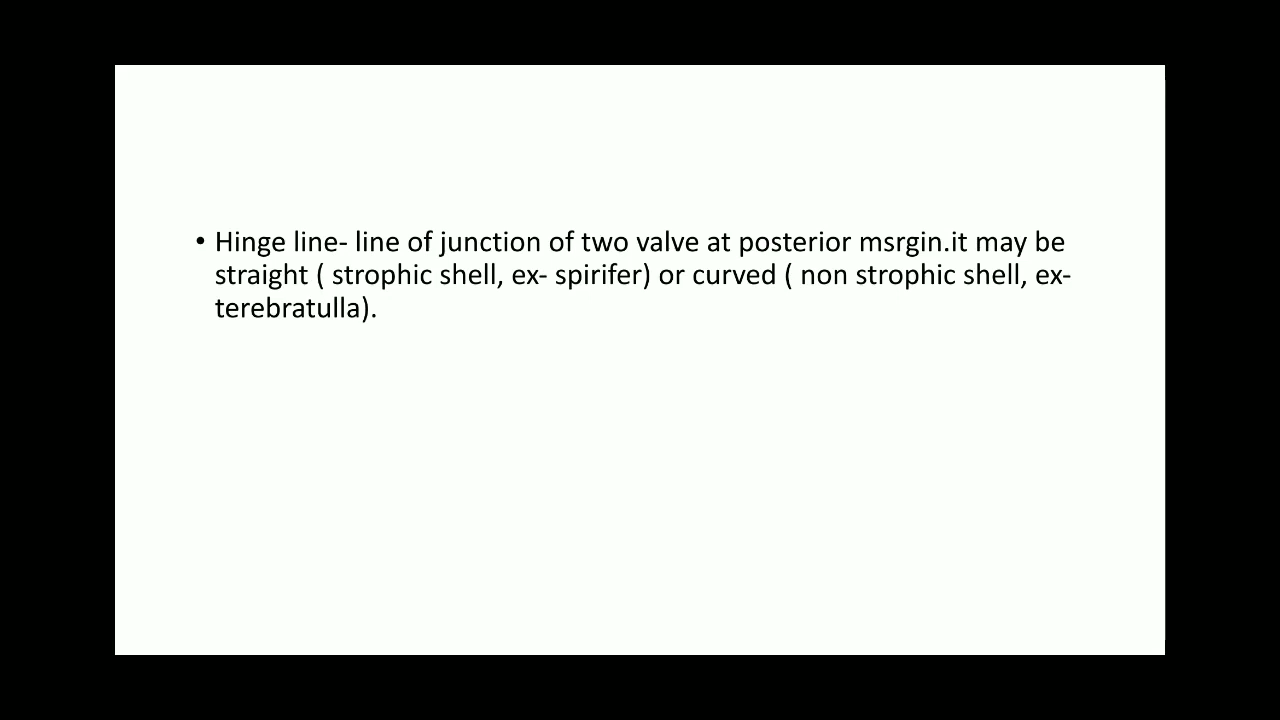 • Hinge line- line of junction of two valve at posterior msrgin.it may be
straight ( strophic shell, ex- spirifer) or curved ( non strophic shell, ex-
terebratulla).